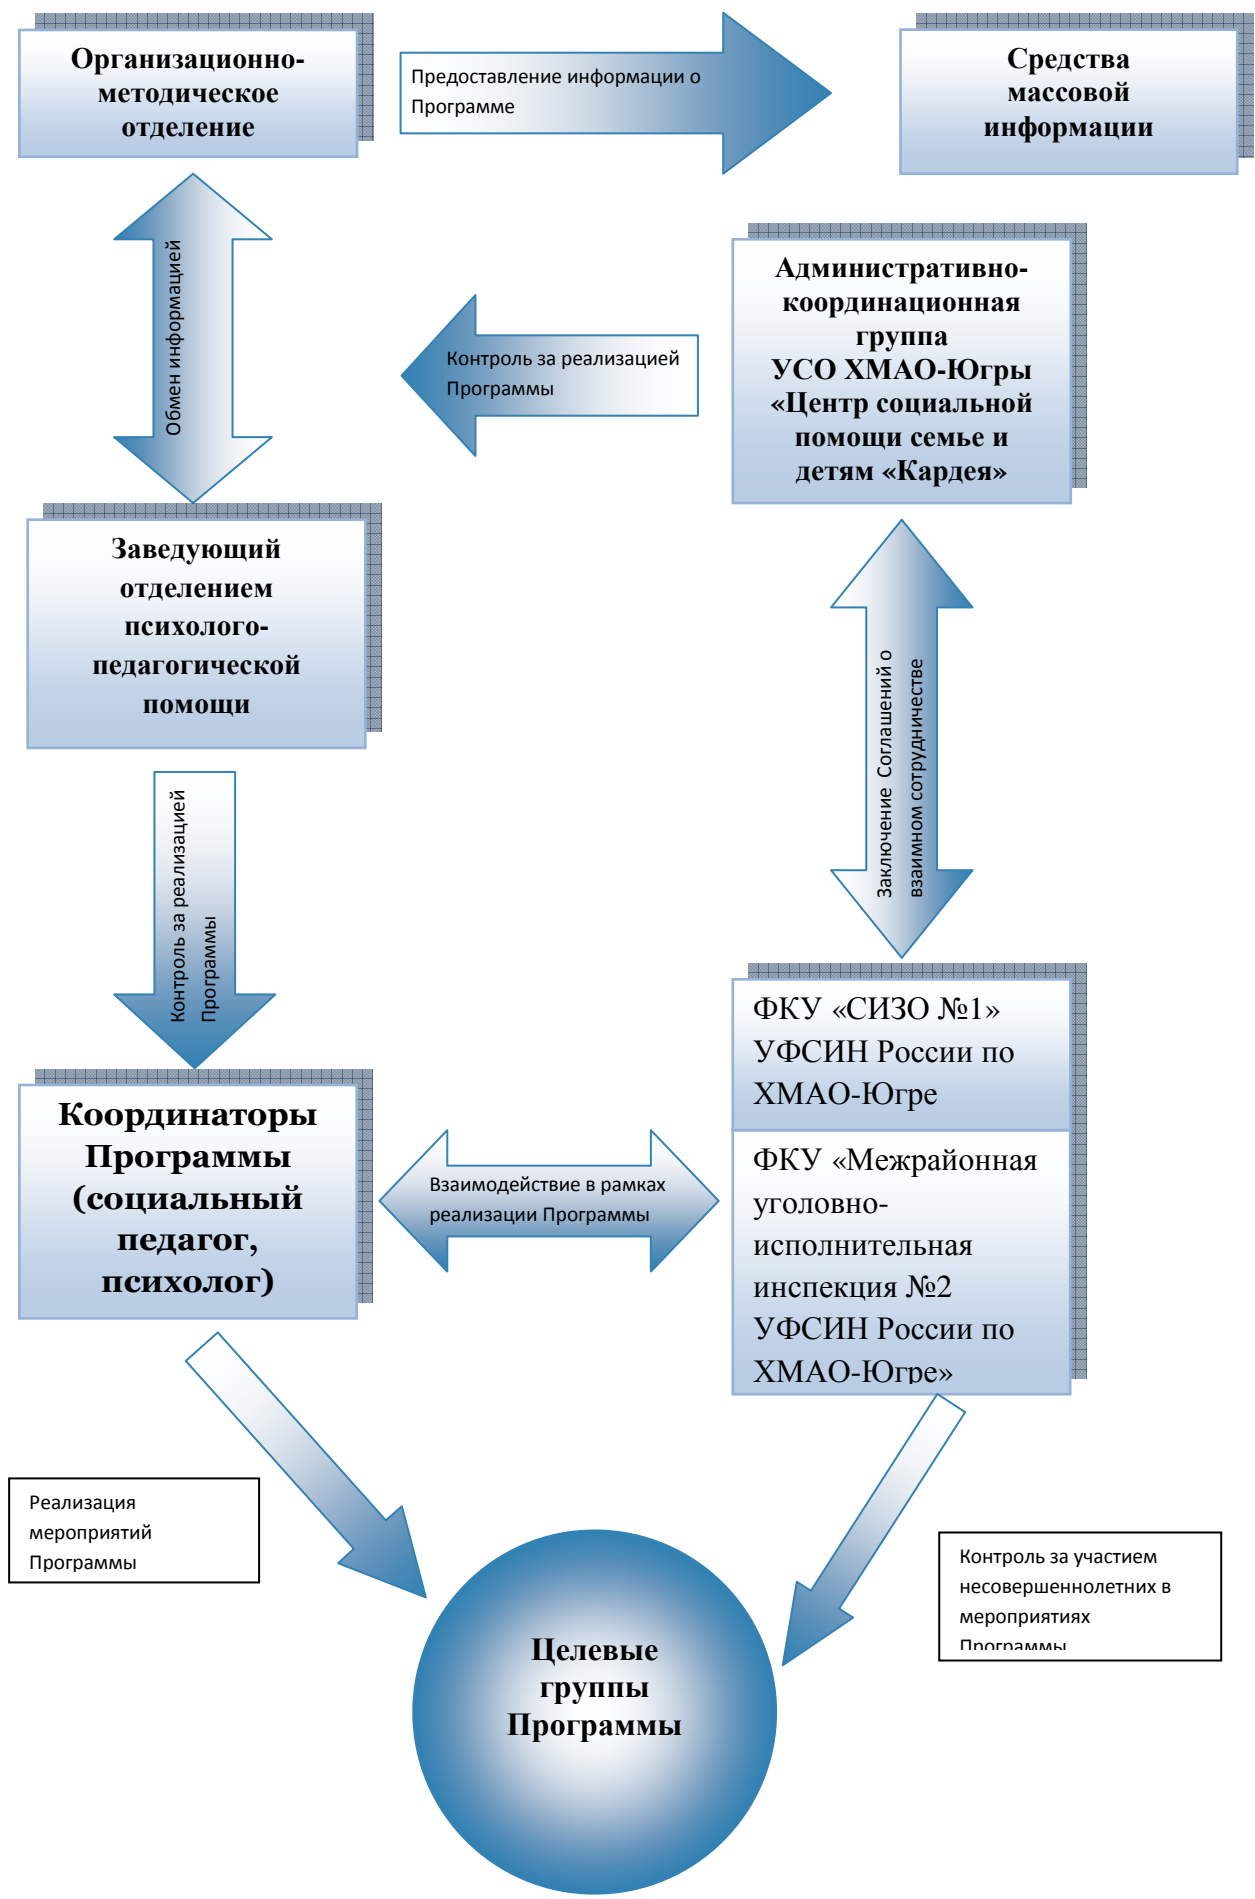 Организационно-
методическое
отделение
Предоставление информации о
Программе
Средства
массовой
информации
Обмен информацией
Контроль за реализацией
Программы
Административно-
координационная
группа
УСО ХМАО-Югры
«Центр социальной
помощи семье и
детям «Кардея»
Заведующий
отделением
психолого-
педагогической
помощи
Заключение Соглашений о
взаимном сотрудничестве
Контроль за реализацией
Программы
ФКУ «СИЗО №1»
УФСИН России по
ХМАО-Югре
Координаторы
Программы
(социальный
педагог,
психолог)
Взаимодействие в рамках
реализации Программы
ФКУ «Межрайонная
уголовно-
исполнительная
инспекция №2
УФСИН России по
ХМАО-Югре»
Реализация
мероприятий
Программы
Контроль за участием
несовершеннолетних в
мероприятиях
Программы
Целевые
группы
Программы